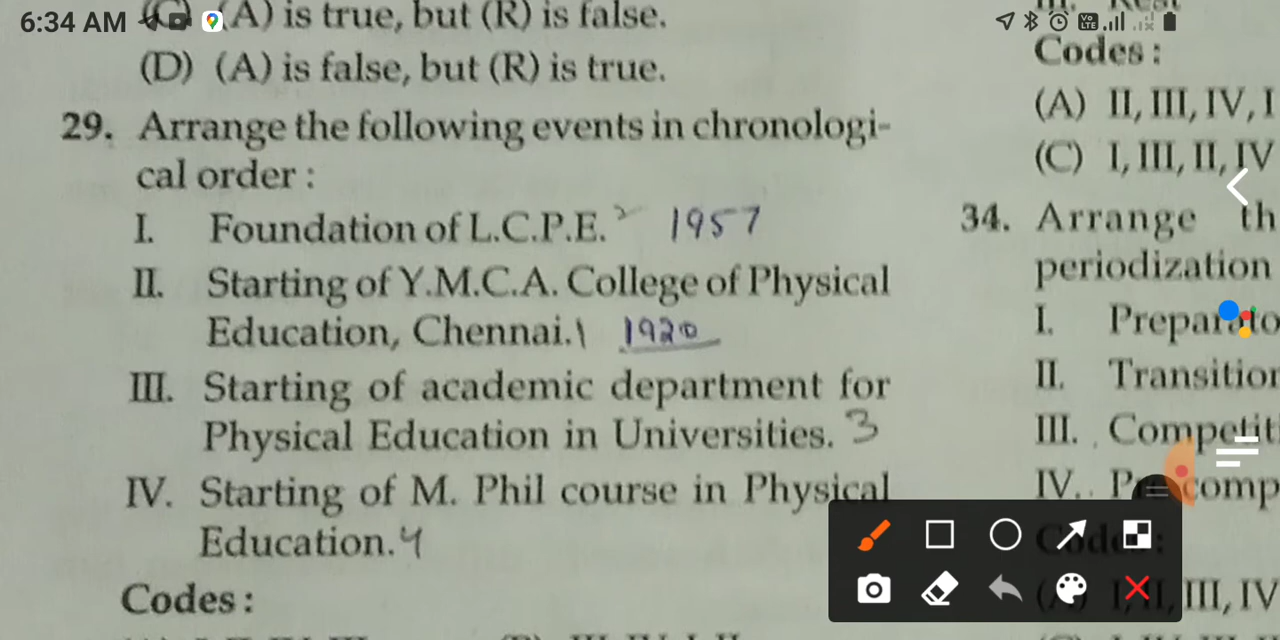 6:34 AM
(C) (A) is true, but (R) is false.
(D) (A) is false, but (R) is true.
29. Arrange the following events in chronologi-
cal order :
I. Foundation of L.C.P.E. 2 1957
II. Starting of Y.M.C.A. College of Physical
Education, Chennai. 1 1920
III. Starting of academic department for
Physical Education in Universities. 3
IV. Starting of M. Phil course in Physical
Education. 4
Codes :
Codes :
(A) II, III, IV, I
(C) I, III, II, IV
34. Arrange th
periodization
I. Preparato
II. Transition
III. Competit
IV.
(A) I, II, III, IV